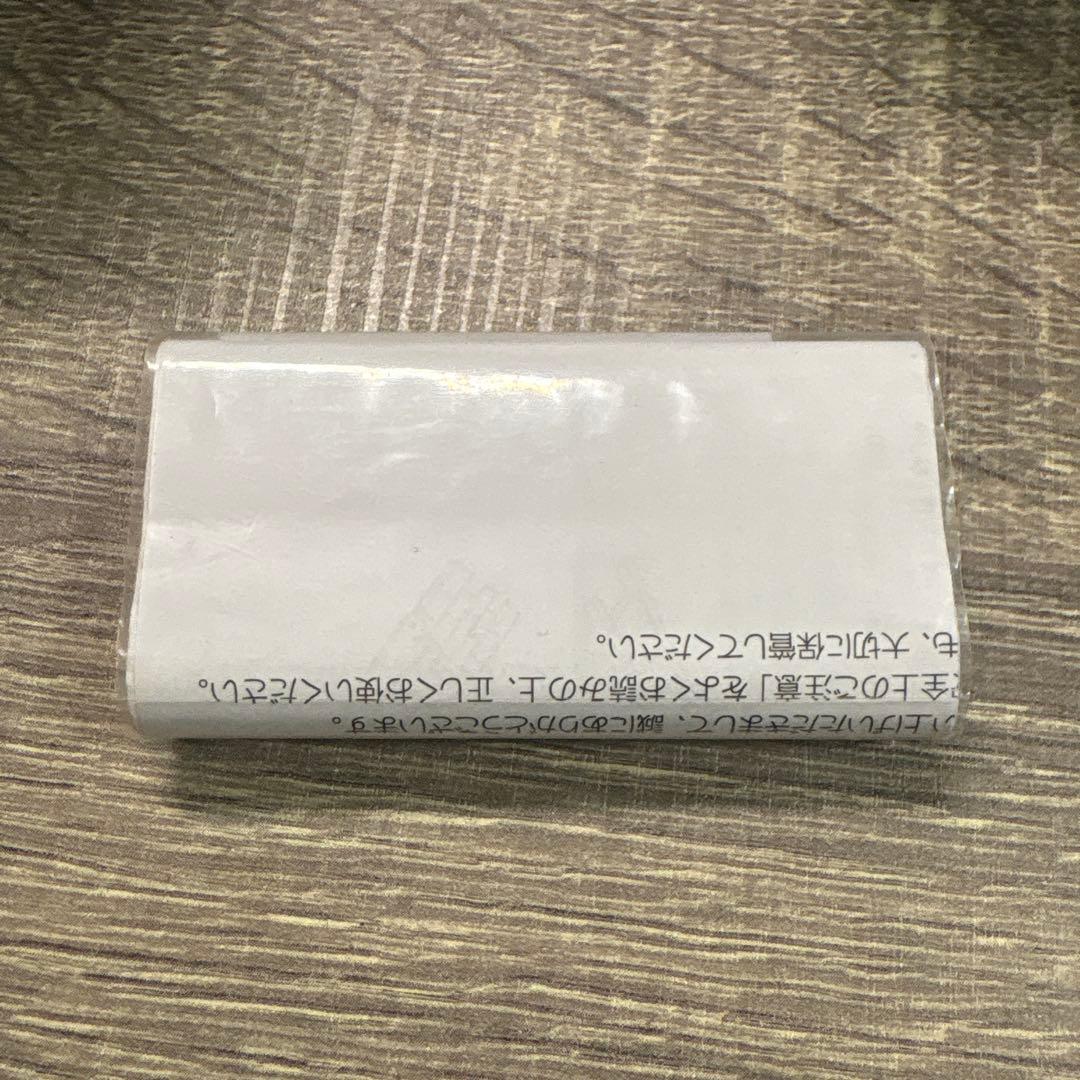 い上げいただきまして、誠にありがとうございます。
全上のご注意」をよくお読みの上、正しくお使いください。
も、大切に保管してください。